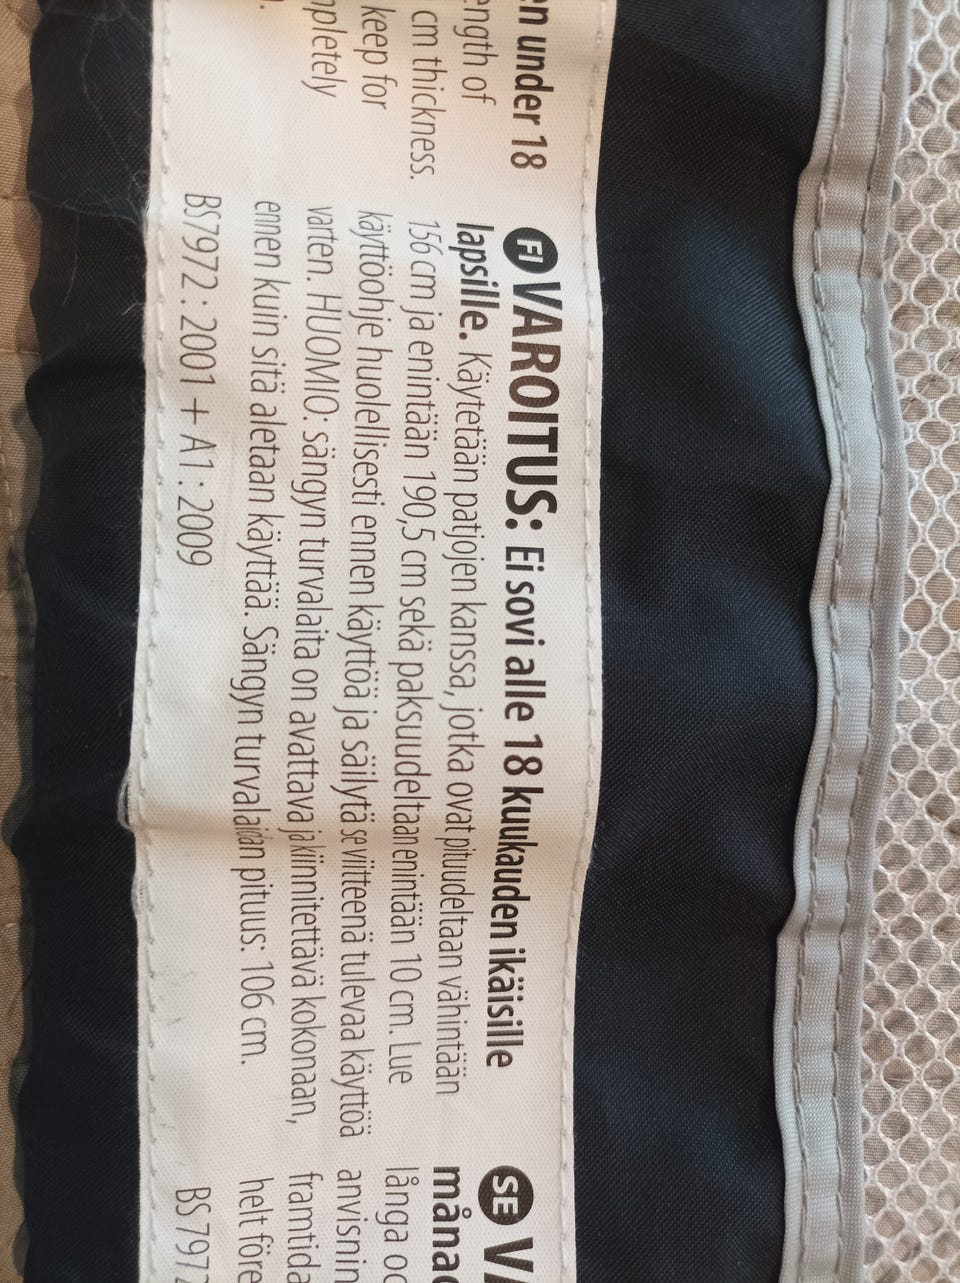 en under 18
ength of
cm thickness.
keep for
mpletely
FI VAROITUS: Ei sovi alle 18 kuukauden ikäisille
lapsille. Käytetään patjojen kanssa, jotka ovat pituudeltaan vähintään
156 cm ja enintään 190,5 cm sekä paksuudeltaan enintään 10 cm. Lue
käyttöohje huolellisesti ennen käyttöä ja säilytä se viitteenä tulevaa käyttöä
varten. HUOMIO: sängyn turvalaita on avattava ja kiinnitettävä kokonaan,
ennen kuin sitä aletaan käyttää. Sängyn turvalaidan pituus: 106 cm.
BS7972 : 2001 + A1 : 2009
SE VA
månad
långa oc
anvisnin
framtida
helt före
BS 7972